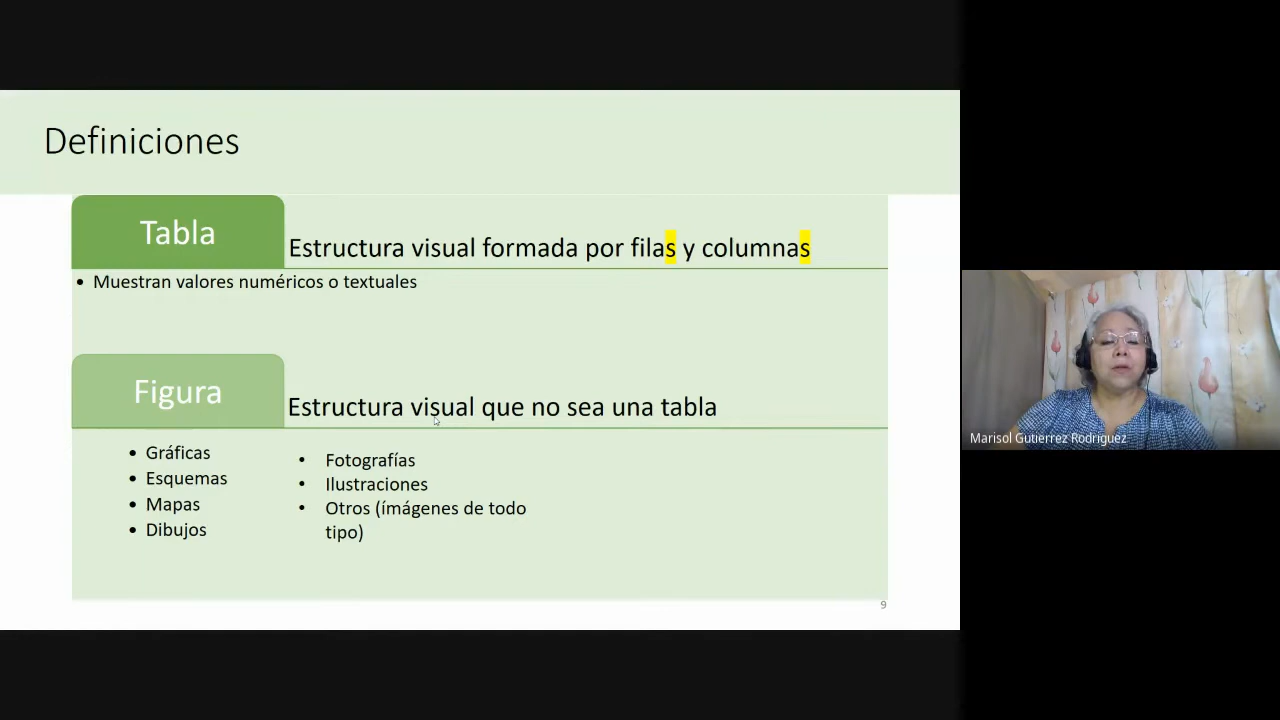 Definiciones
Tabla
Estructura visual formada por filas y columnas
• Muestran valores numéricos o textuales
Figura
Estructura visual que no sea una tabla
• Gráficas
• Esquemas
• Mapas
• Dibujos
• Fotografías
• Ilustraciones
• Otros (ímágenes de todo
tipo)
9
Marisol Gutierrez Rodriguez